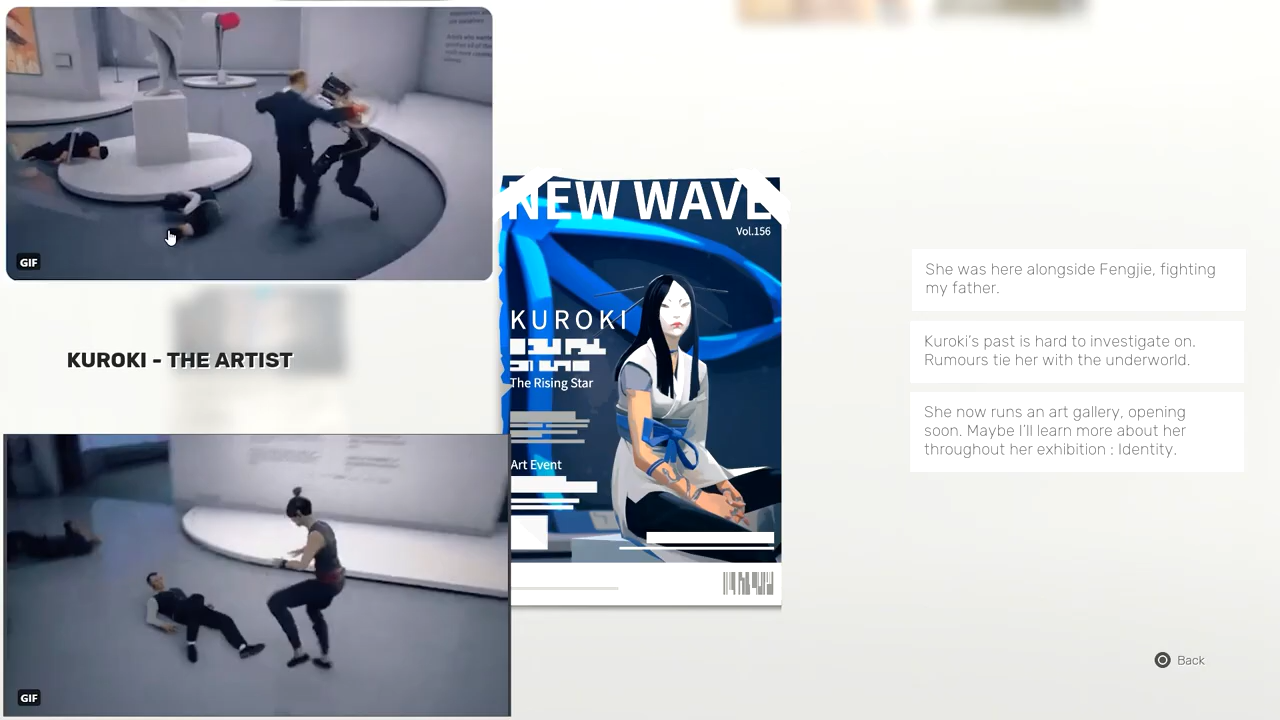 GIF
KUROKI - THE ARTIST
GIF
NEW WAVE
Vol.156
KUROKI
The Rising Star
Art Event
She was here alongside Fengjie, fighting
my father.
Kuroki's past is hard to investigate on.
Rumours tie her with the underworld.
She now runs an art gallery, opening
soon. Maybe I'll learn more about her
throughout her exhibition : Identity.
Back